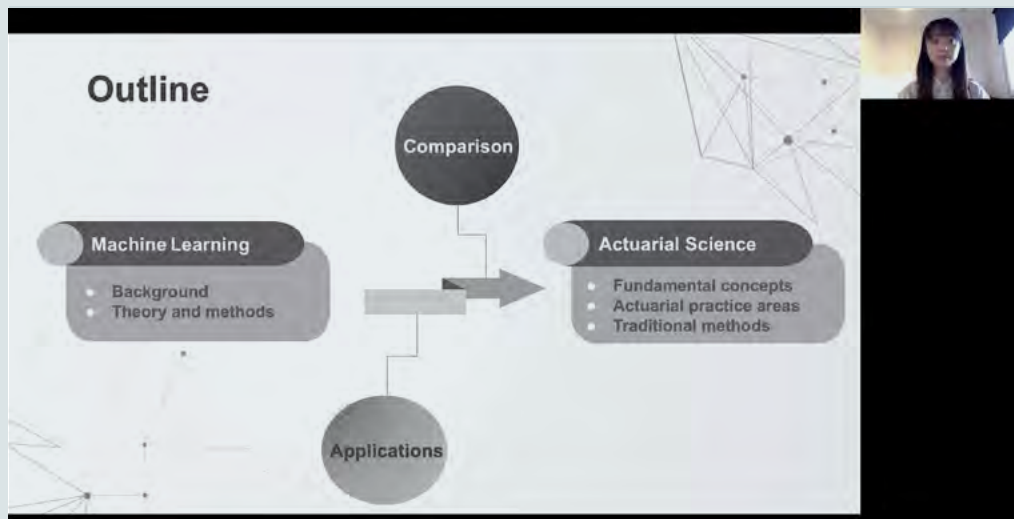 Outline
Comparison
Machine Learning
Background
Theory and methods
Actuarial Science
Fundamental concepts
Actuarial practice areas
Traditional methods
Applications